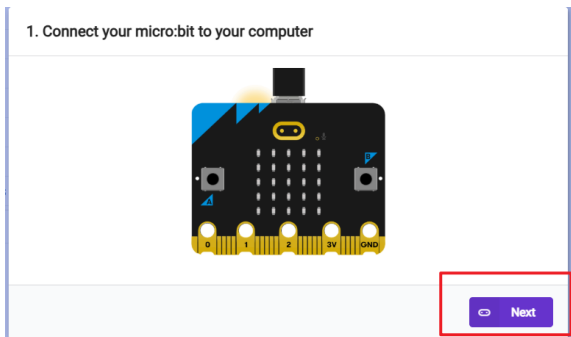 1. Connect your micro:bit to your computer
B
A
0 1 2 3V GND
Next